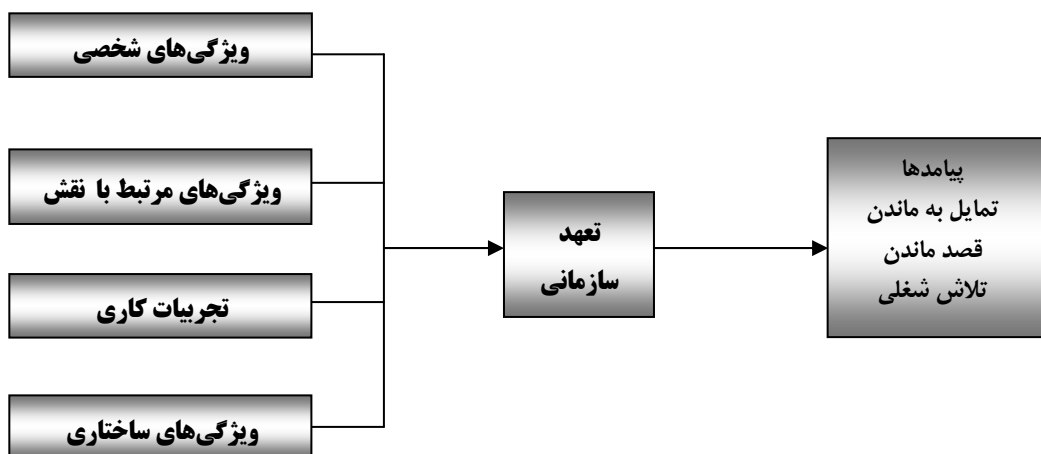 ویژگی‌های شخصی
ویژگی‌های مرتبط با نقش
تجربیات کاری
ویژگی‌های ساختاری
تعهد
سازمانی
پیامدها
تمایل به ماندن
قصد ماندن
تلاش شغلی